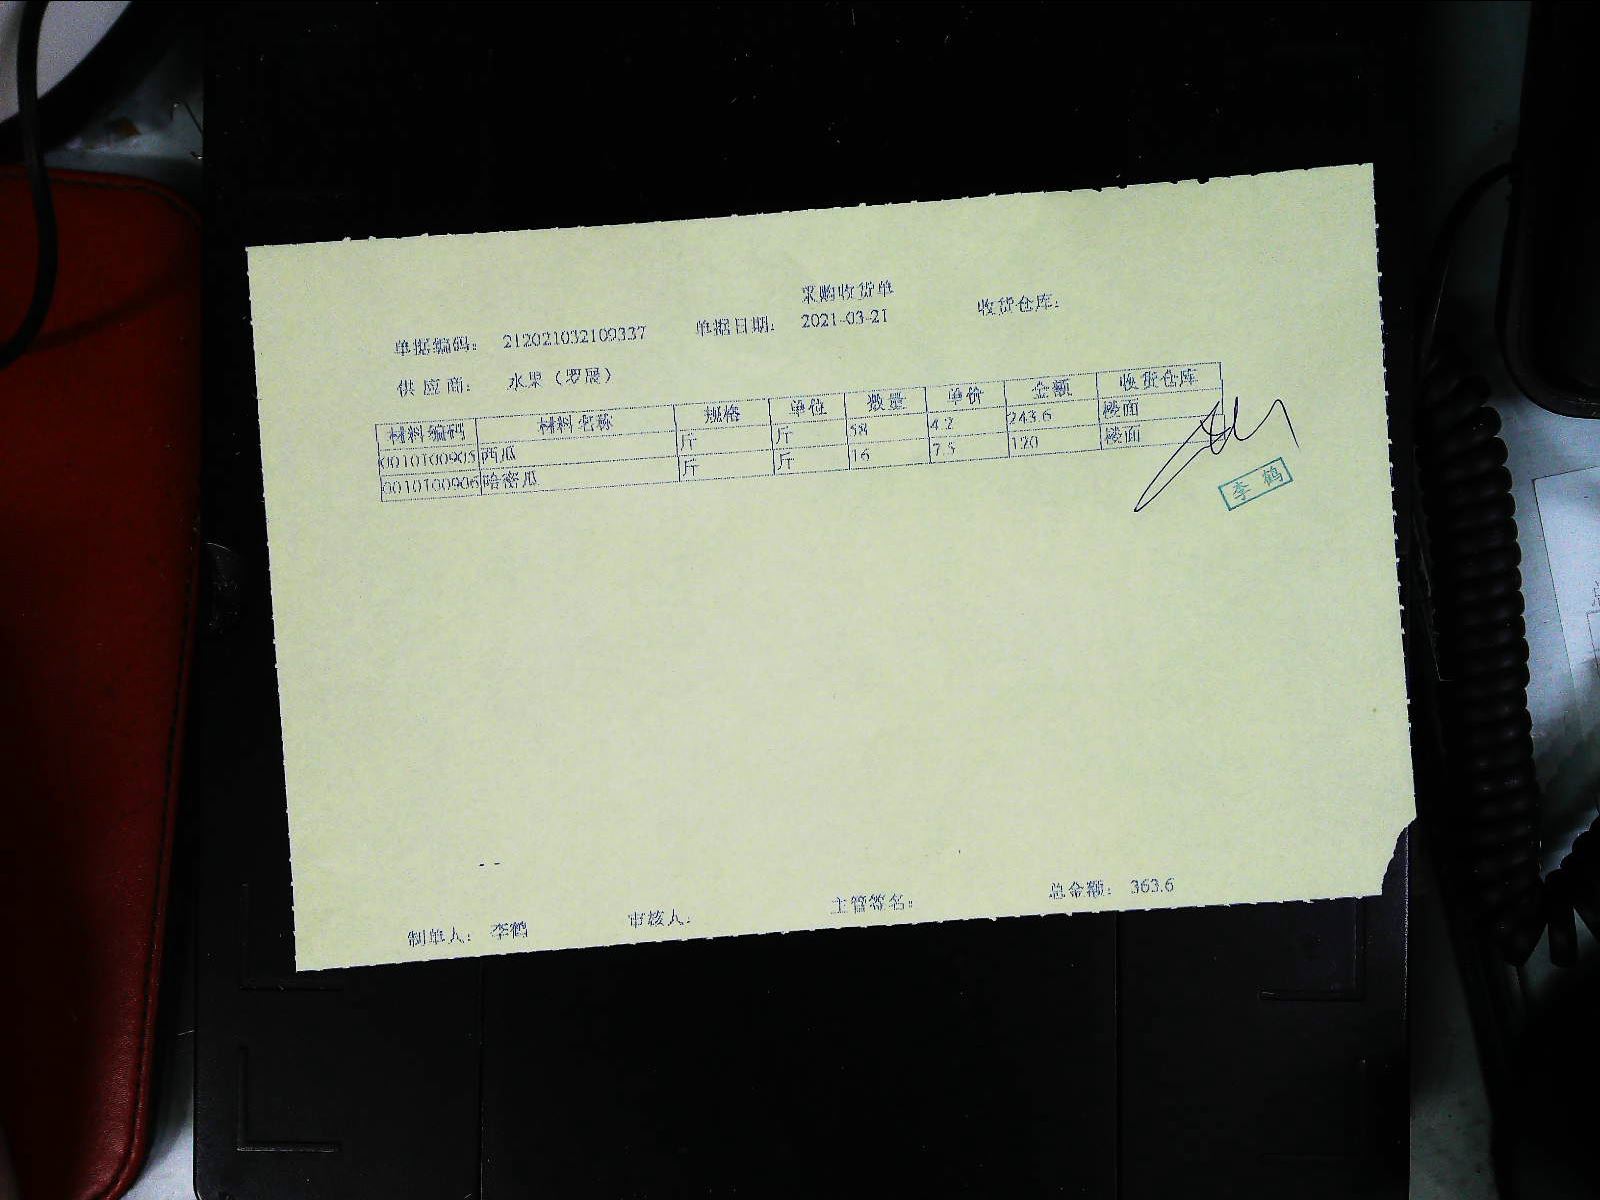 采购收货单
单据编码： 212021032109337 单据日期： 2021-03-21 收货仓库：
供应商： 水果（罗晨）
材料编码 材料名称 规格 单位 数量 单价 金额 收货仓库
0010100905 西瓜 斤 斤 58 4.2 243.6 楼面
0010100906 哈密瓜 斤 斤 16 7.5 120 楼面
李鹤
--
制单人： 李鹤 审核人： 主管签名： 总金额： 363.6